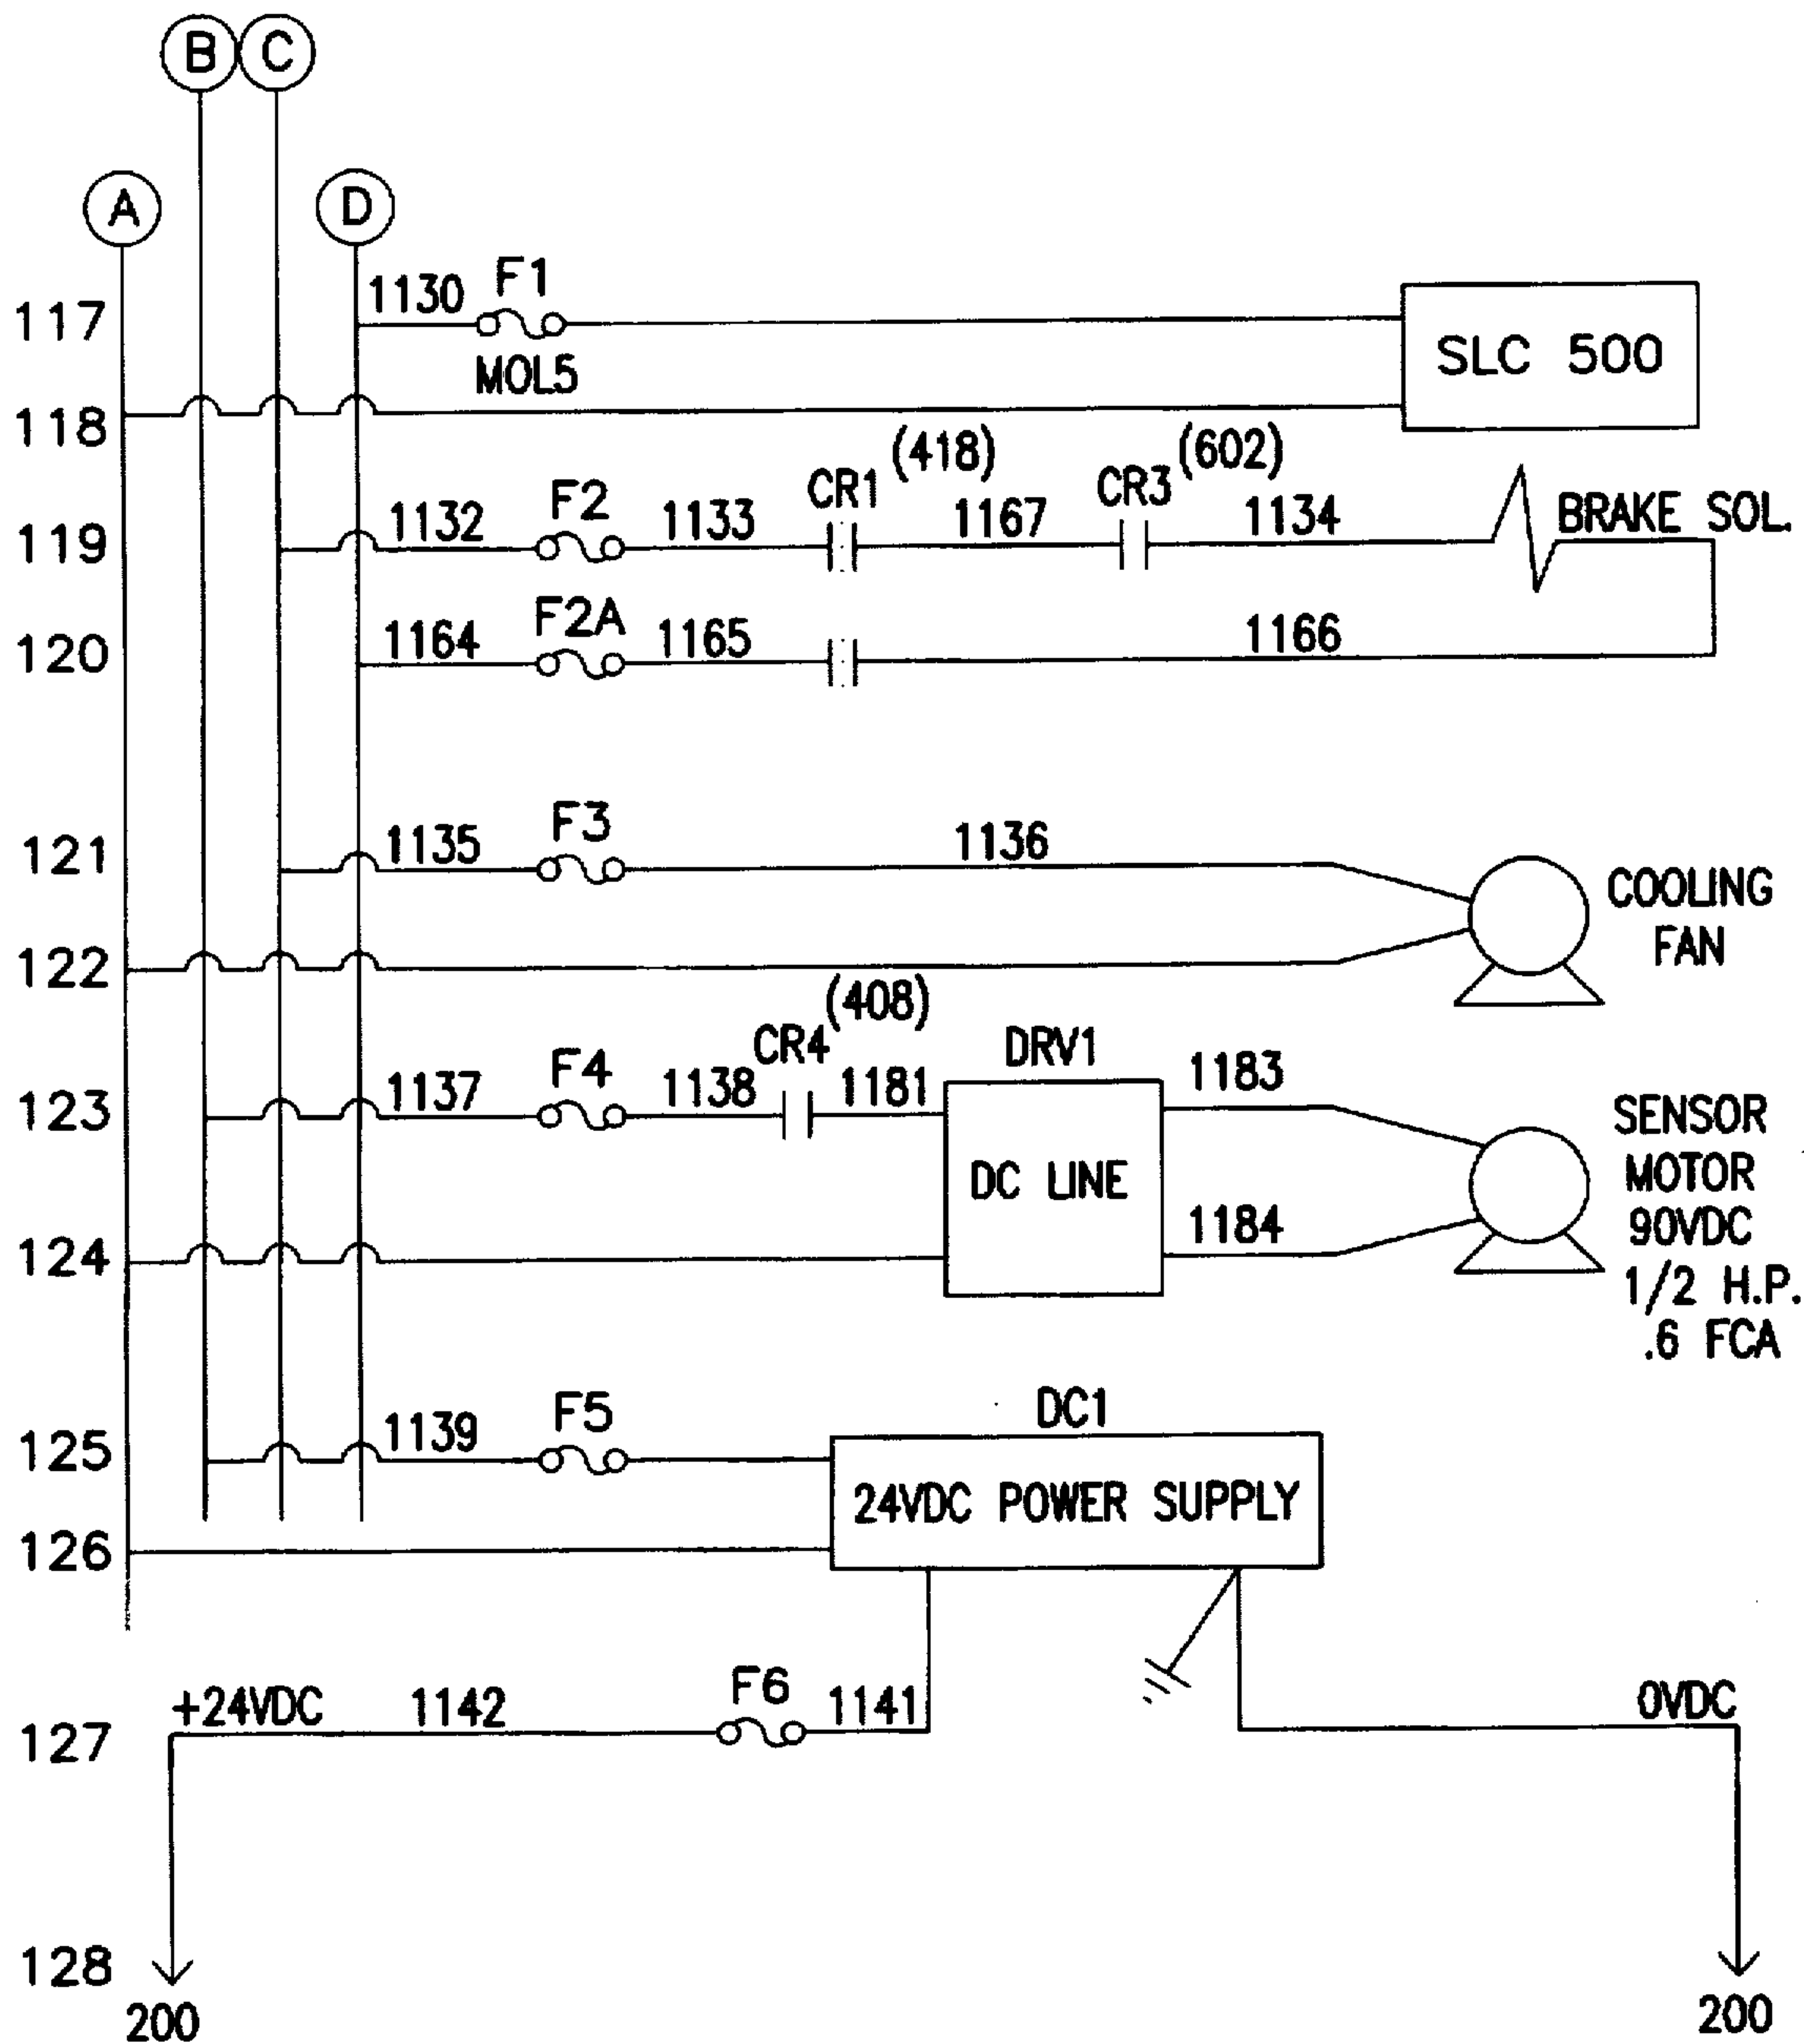 B C
A D
117 1130 F1
MOL5
SLC 500
118
(418) (602)
119 1132 F2 1133 CR1 1167 CR3 1134 BRAKE SOL.
120 1164 F2A 1165 1166
121 1135 F3 1136
COOLING
FAN
122
(408)
123 1137 F4 1138 CR4 1181 DRV1 1183
DC LINE
SENSOR
MOTOR
90VDC
1/2 H.P.
.6 FCA
124 1184
125 1139 F5 DC1
24VDC POWER SUPPLY
126
127 +24VDC 1142 F6 1141 0VDC
128
200 200